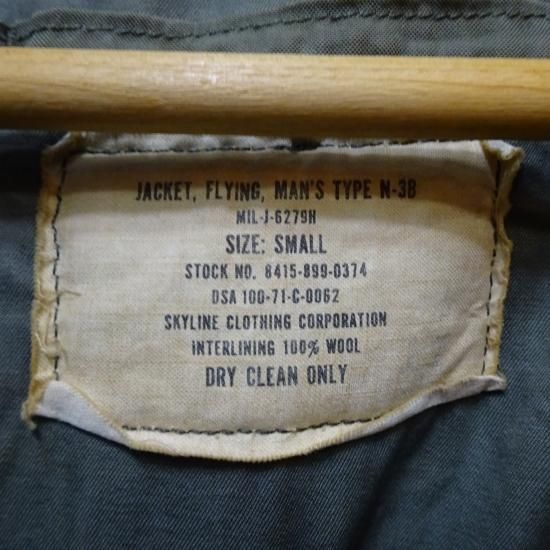 JACKET, FLYING, MAN'S TYPE N-3B
MIL-J-6279H
SIZE: SMALL
STOCK NO. 8415-899-0374
DSA 100-71-C-0062
SKYLINE CLOTHING CORPORATION
INTERLINING 100% WOOL
DRY CLEAN ONLY